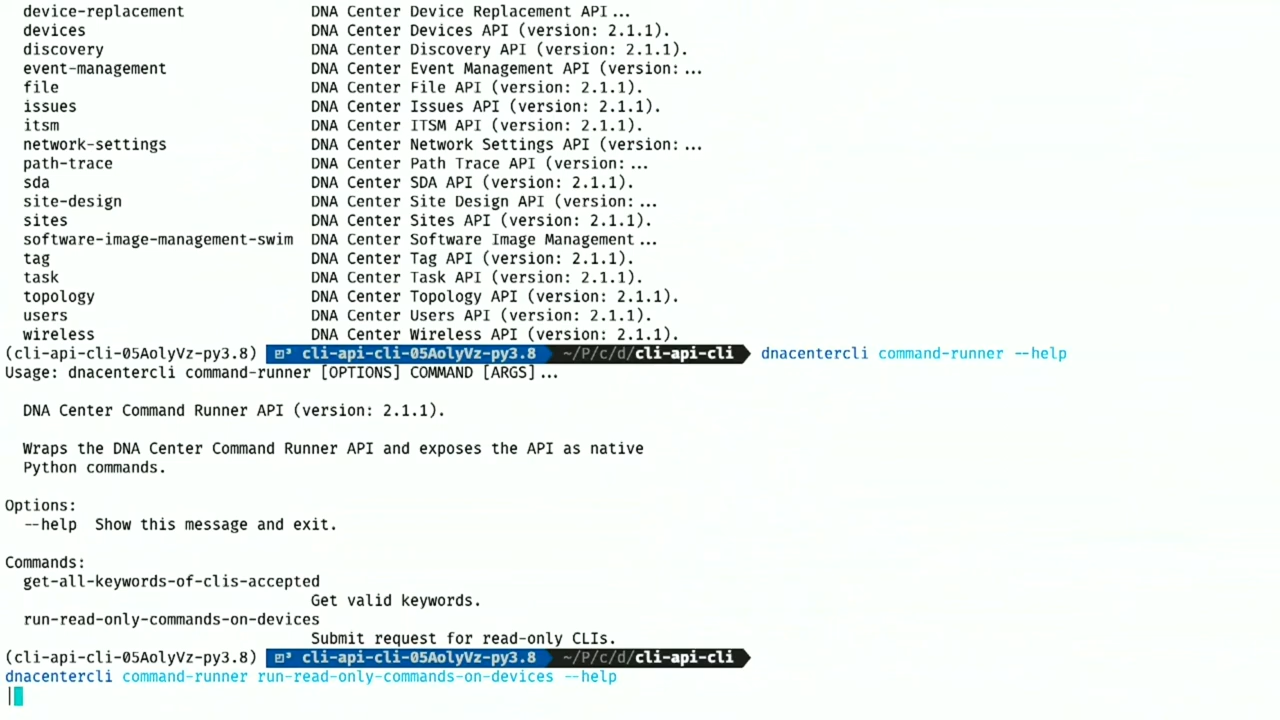 device-replacement DNA Center Device Replacement API...
devices DNA Center Devices API (version: 2.1.1).
discovery DNA Center Discovery API (version: 2.1.1).
event-management DNA Center Event Management API (version:...
file DNA Center File API (version: 2.1.1).
issues DNA Center Issues API (version: 2.1.1).
itsm DNA Center ITSM API (version: 2.1.1).
network-settings DNA Center Network Settings API (version:...
path-trace DNA Center Path Trace API (version:...
sda DNA Center SDA API (version: 2.1.1).
site-design DNA Center Site Design API (version:...
sites DNA Center Sites API (version: 2.1.1).
software-image-management-swim DNA Center Software Image Management...
tag DNA Center Tag API (version: 2.1.1).
task DNA Center Task API (version: 2.1.1).
topology DNA Center Topology API (version: 2.1.1).
users DNA Center Users API (version: 2.1.1).
wireless DNA Center Wireless API (version: 2.1.1).
(cli-api-cli-05AolyVz-py3.8) cli-api-cli-05AolyVz-py3.8 ~/P/c/d/cli-api-cli dnacentercli command-runner --help
Usage: dnacentercli command-runner [OPTIONS] COMMAND [ARGS]...
DNA Center Command Runner API (version: 2.1.1).
Wraps the DNA Center Command Runner API and exposes the API as native
Python commands.
Options:
--help Show this message and exit.
Commands:
get-all-keywords-of-clis-accepted
Get valid keywords.
run-read-only-commands-on-devices
Submit request for read-only CLIs.
(cli-api-cli-05AolyVz-py3.8) cli-api-cli-05AolyVz-py3.8 ~/P/c/d/cli-api-cli
dnacentercli command-runner run-read-only-commands-on-devices --help